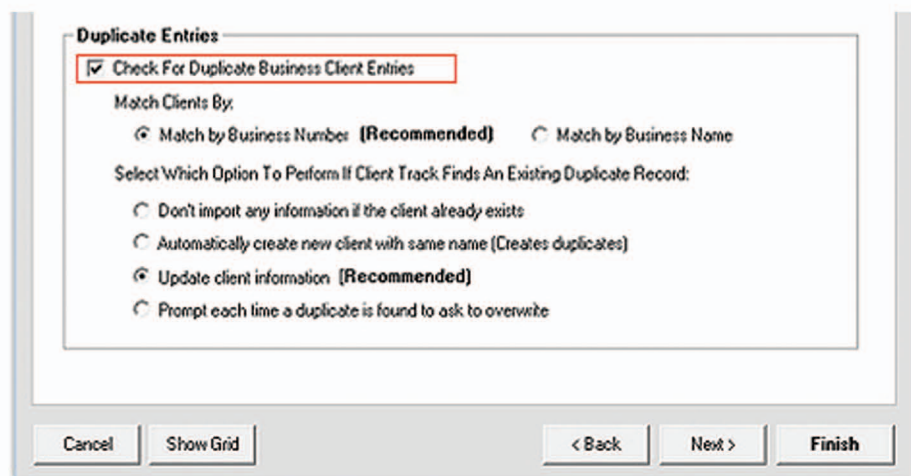 Duplicate Entries
Check For Duplicate Business Client Entries
Match Clients By:
Match by Business Number (Recommended) Match by Business Name
Select Which Option To Perform If Client Track Finds An Existing Duplicate Record:
Don't import any information if the client already exists
Automatically create new client with same name (Creates duplicates)
Update client information (Recommended)
Prompt each time a duplicate is found to ask to overwrite
Cancel Show Grid < Back Next > Finish